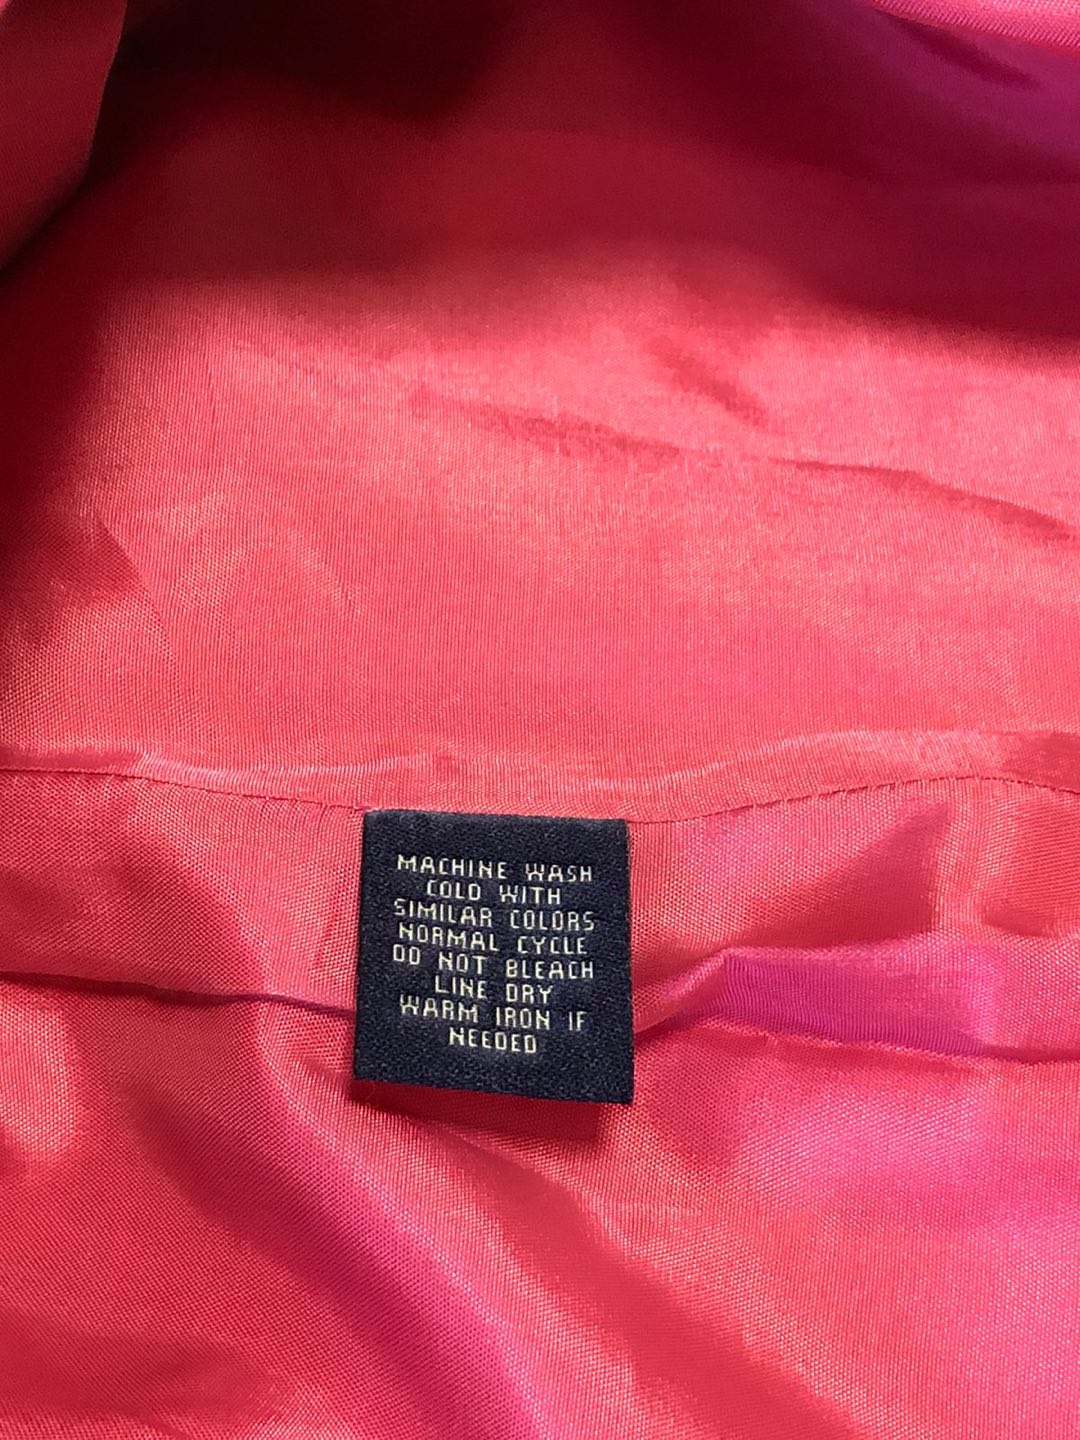 MACHINE WASH
COLD WITH
SIMILAR COLORS
NORMAL CYCLE
DO NOT BLEACH
LINE DRY
WARM IRON IF
NEEDED